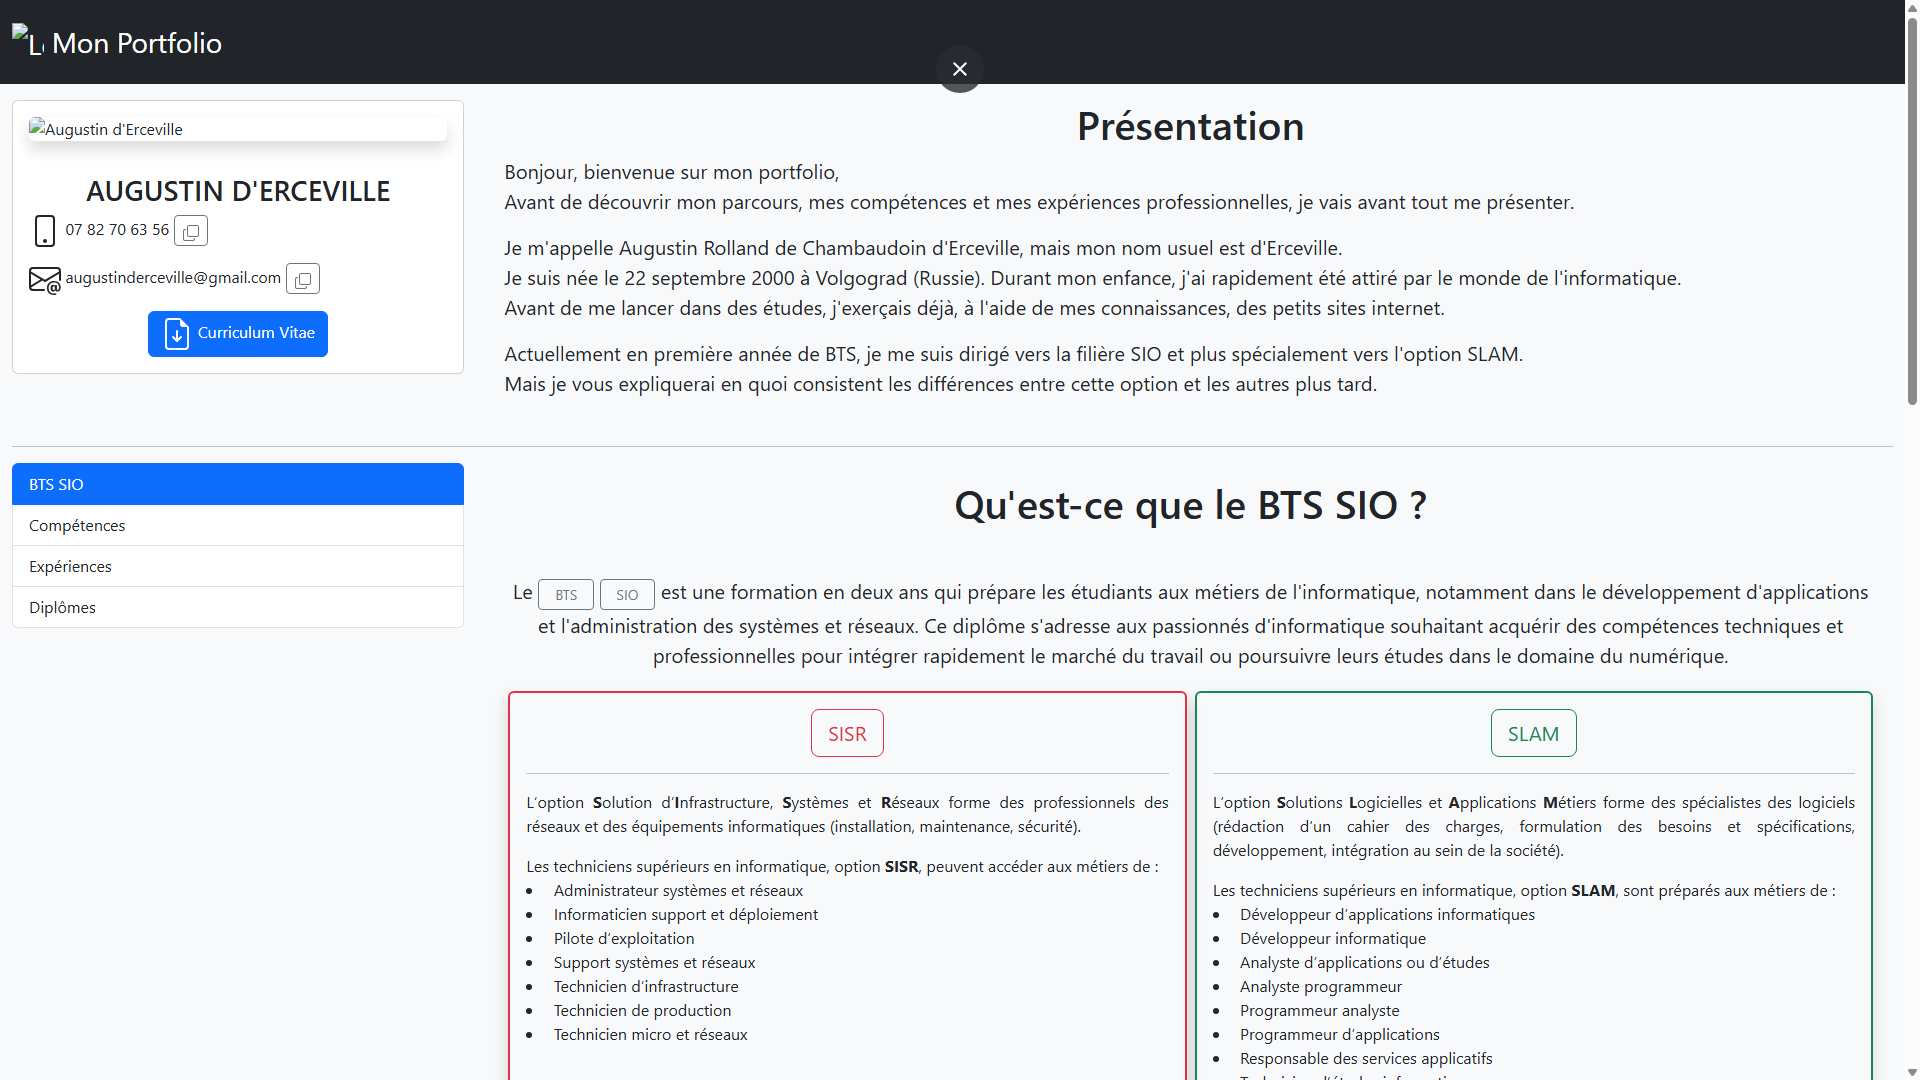 Mon Portfolio
Augustin d'Erceville
AUGUSTIN D'ERCEVILLE
07 82 70 63 56
augustinderceville@gmail.com
Curriculum Vitae
Présentation
Bonjour, bienvenue sur mon portfolio,
Avant de découvrir mon parcours, mes compétences et mes expériences professionnelles, je vais avant tout me présenter.
Je m'appelle Augustin Rolland de Chambaudoin d'Erceville, mais mon nom usuel est d'Erceville.
Je suis née le 22 septembre 2000 à Volgograd (Russie). Durant mon enfance, j'ai rapidement été attiré par le monde de l'informatique.
Avant de me lancer dans des études, j'exerçais déjà, à l'aide de mes connaissances, des petits sites internet.
Actuellement en première année de BTS, je me suis dirigé vers la filière SIO et plus spécialement vers l'option SLAM.
Mais je vous expliquerai en quoi consistent les différences entre cette option et les autres plus tard.
BTS SIO
Compétences
Expériences
Diplômes
Qu'est-ce que le BTS SIO ?
Le BTS SIO est une formation en deux ans qui prépare les étudiants aux métiers de l'informatique, notamment dans le développement d'applications
et l'administration des systèmes et réseaux. Ce diplôme s'adresse aux passionnés d'informatique souhaitant acquérir des compétences techniques et
professionnelles pour intégrer rapidement le marché du travail ou poursuivre leurs études dans le domaine du numérique.
SISR
L’option Solution d’Infrastructure, Systèmes et Réseaux forme des professionnels des
réseaux et des équipements informatiques (installation, maintenance, sécurité).
Les techniciens supérieurs en informatique, option SISR, peuvent accéder aux métiers de :
• Administrateur systèmes et réseaux
• Informaticien support et déploiement
• Pilote d’exploitation
• Support systèmes et réseaux
• Technicien d’infrastructure
• Technicien de production
• Technicien micro et réseaux
SLAM
L’option Solutions Logicielles et Applications Métiers forme des spécialistes des logiciels
(rédaction d’un cahier des charges, formulation des besoins et spécifications,
développement, intégration au sein de la société).
Les techniciens supérieurs en informatique, option SLAM, sont préparés aux métiers de :
• Développeur d’applications informatiques
• Développeur informatique
• Analyste d’applications ou d’études
• Analyste programmeur
• Programmeur analyste
• Programmeur d’applications
• Responsable des services applicatifs